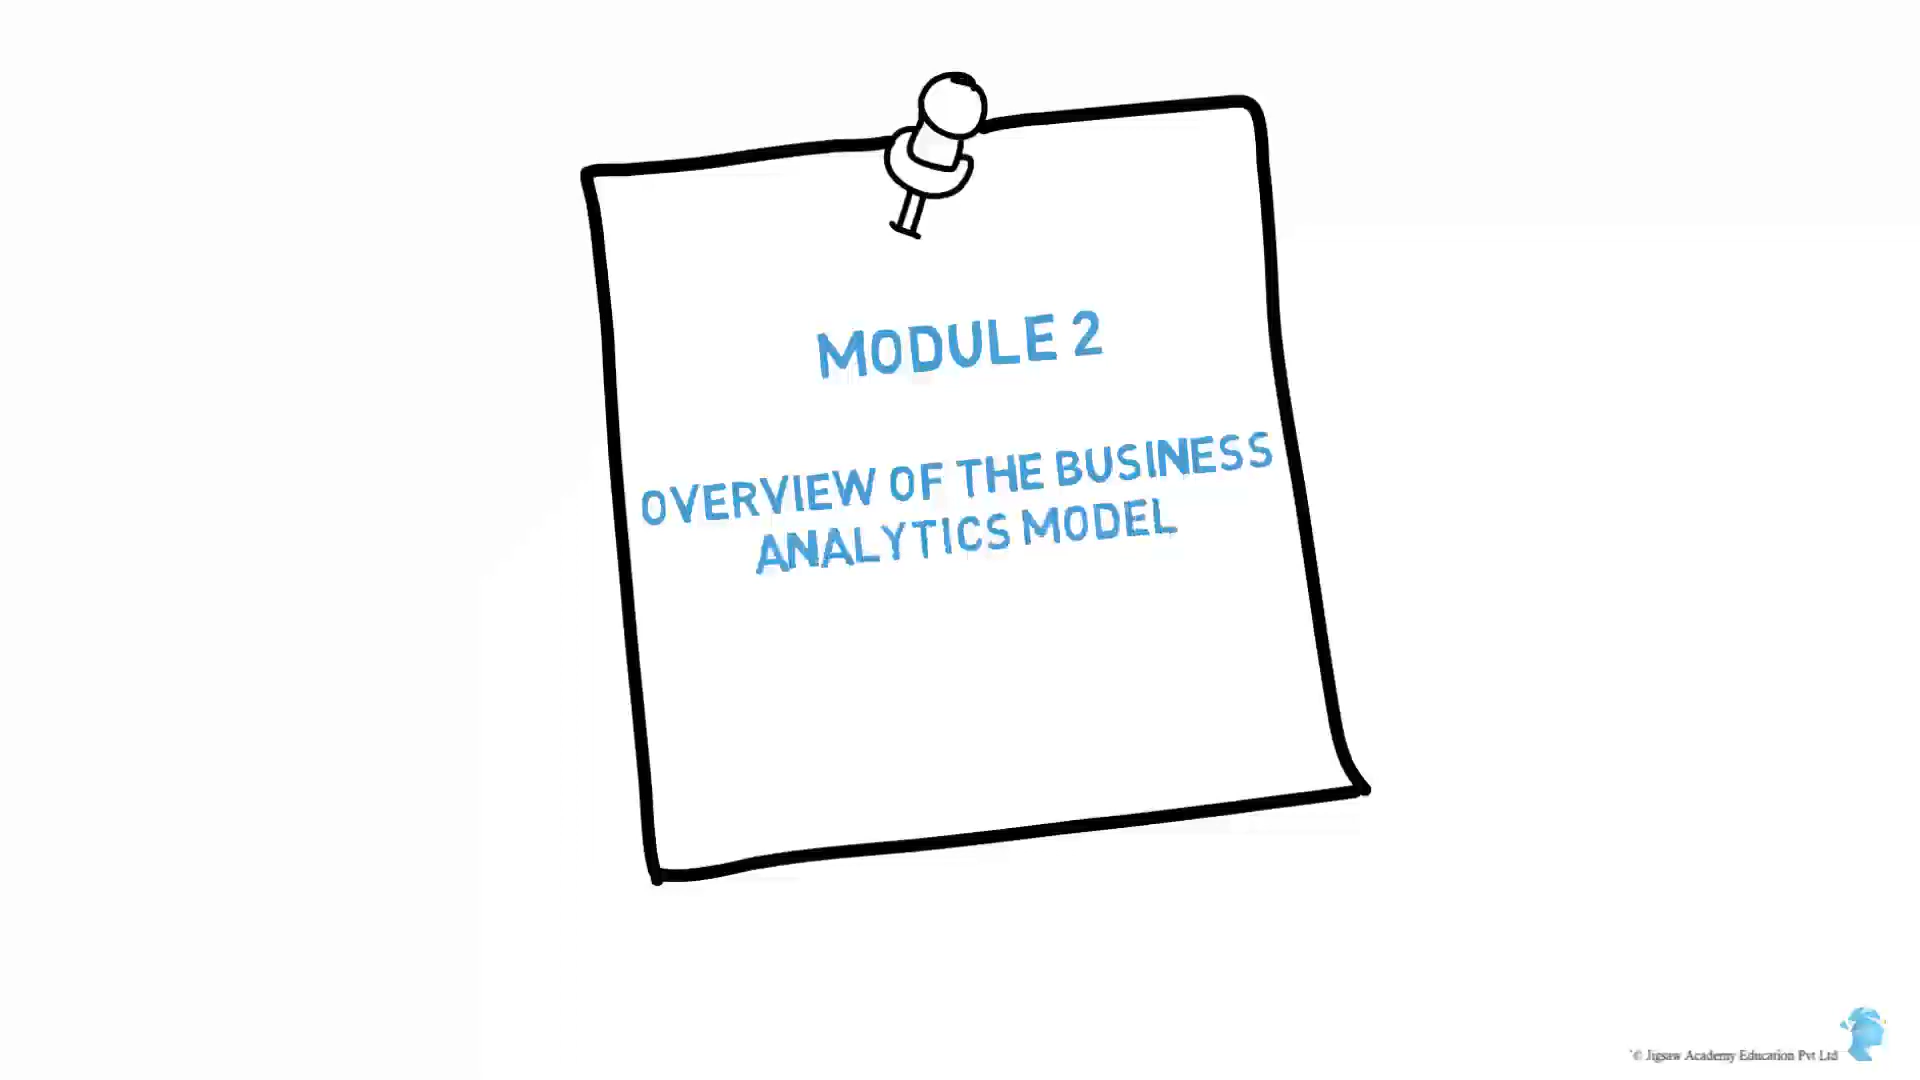 MODULE 2
OVERVIEW OF THE BUSINESS
ANALYTICS MODEL
© Jigsaw Academy Education Pvt Ltd